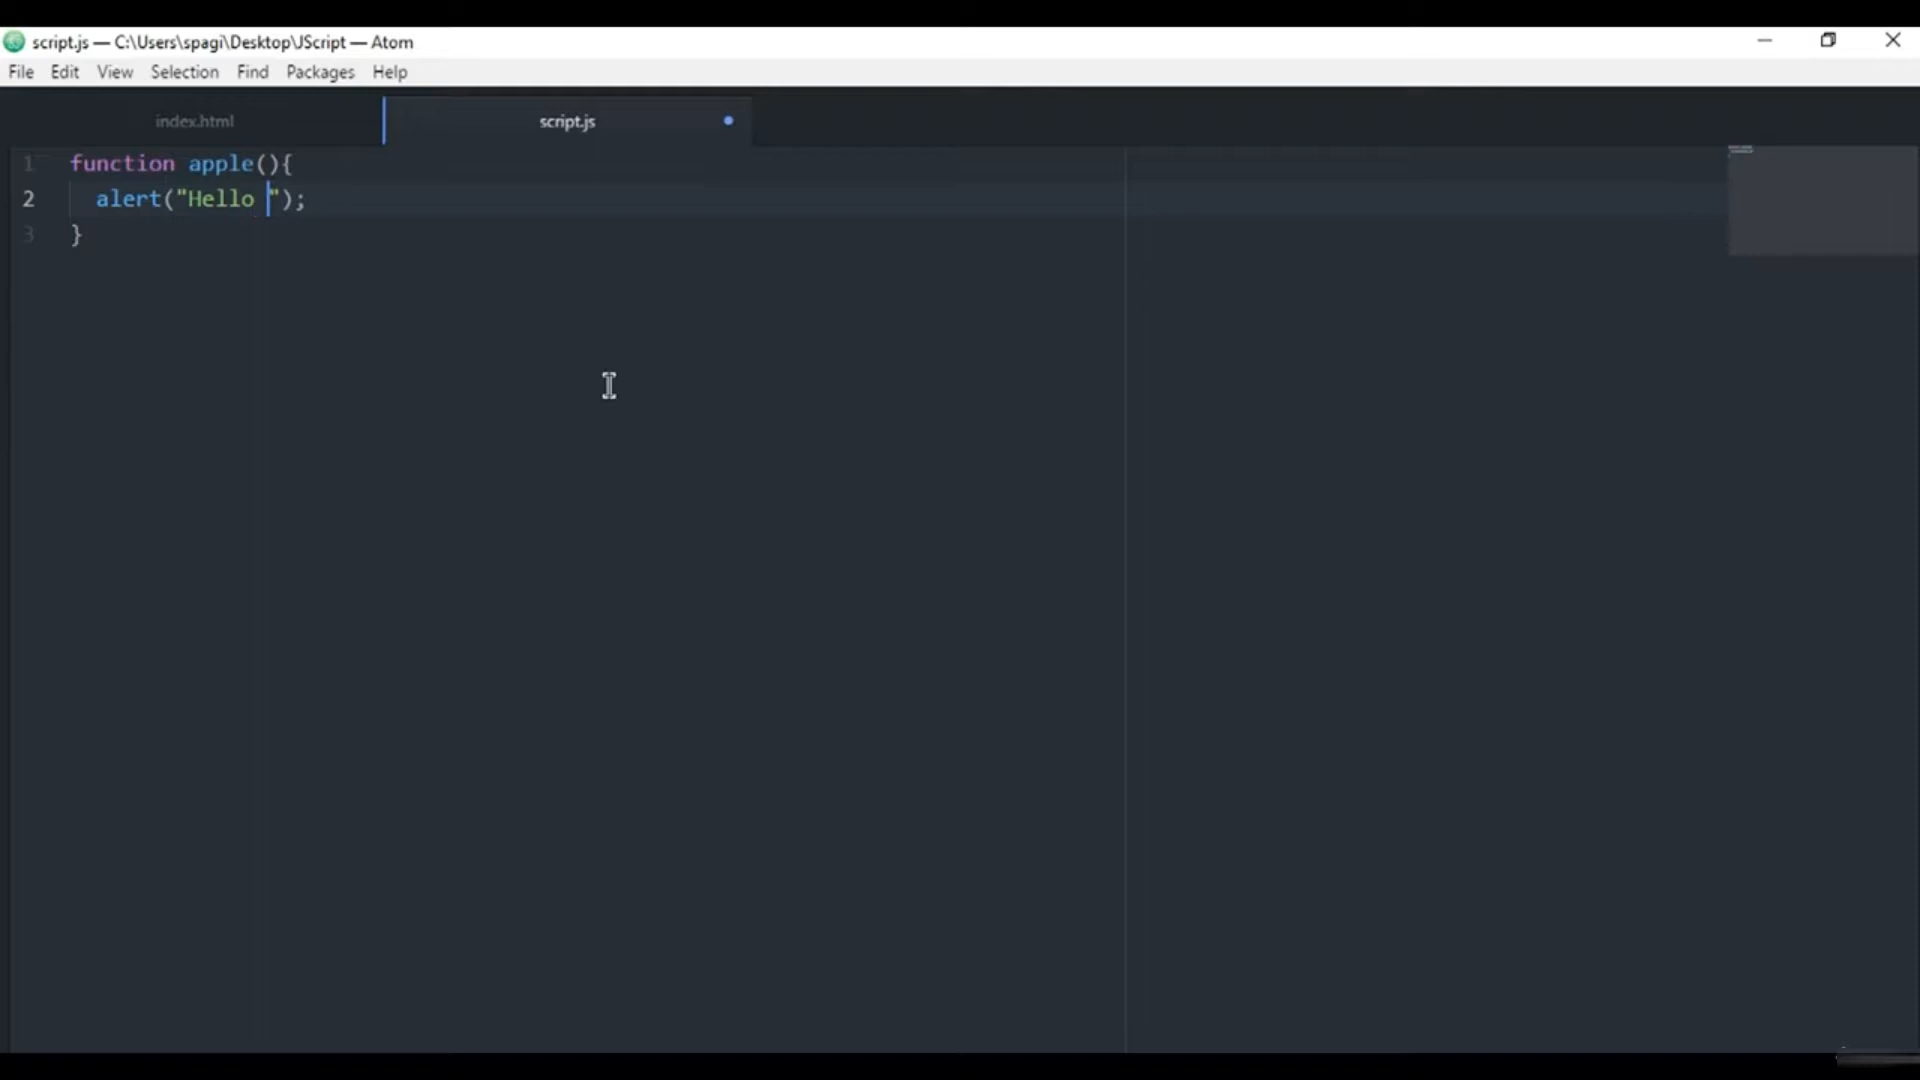 script.js — C:\Users\spagi\Desktop\JScript — Atom
File Edit View Selection Find Packages Help
index.html script.js
1 function apple(){
2 alert("Hello ");
3 }